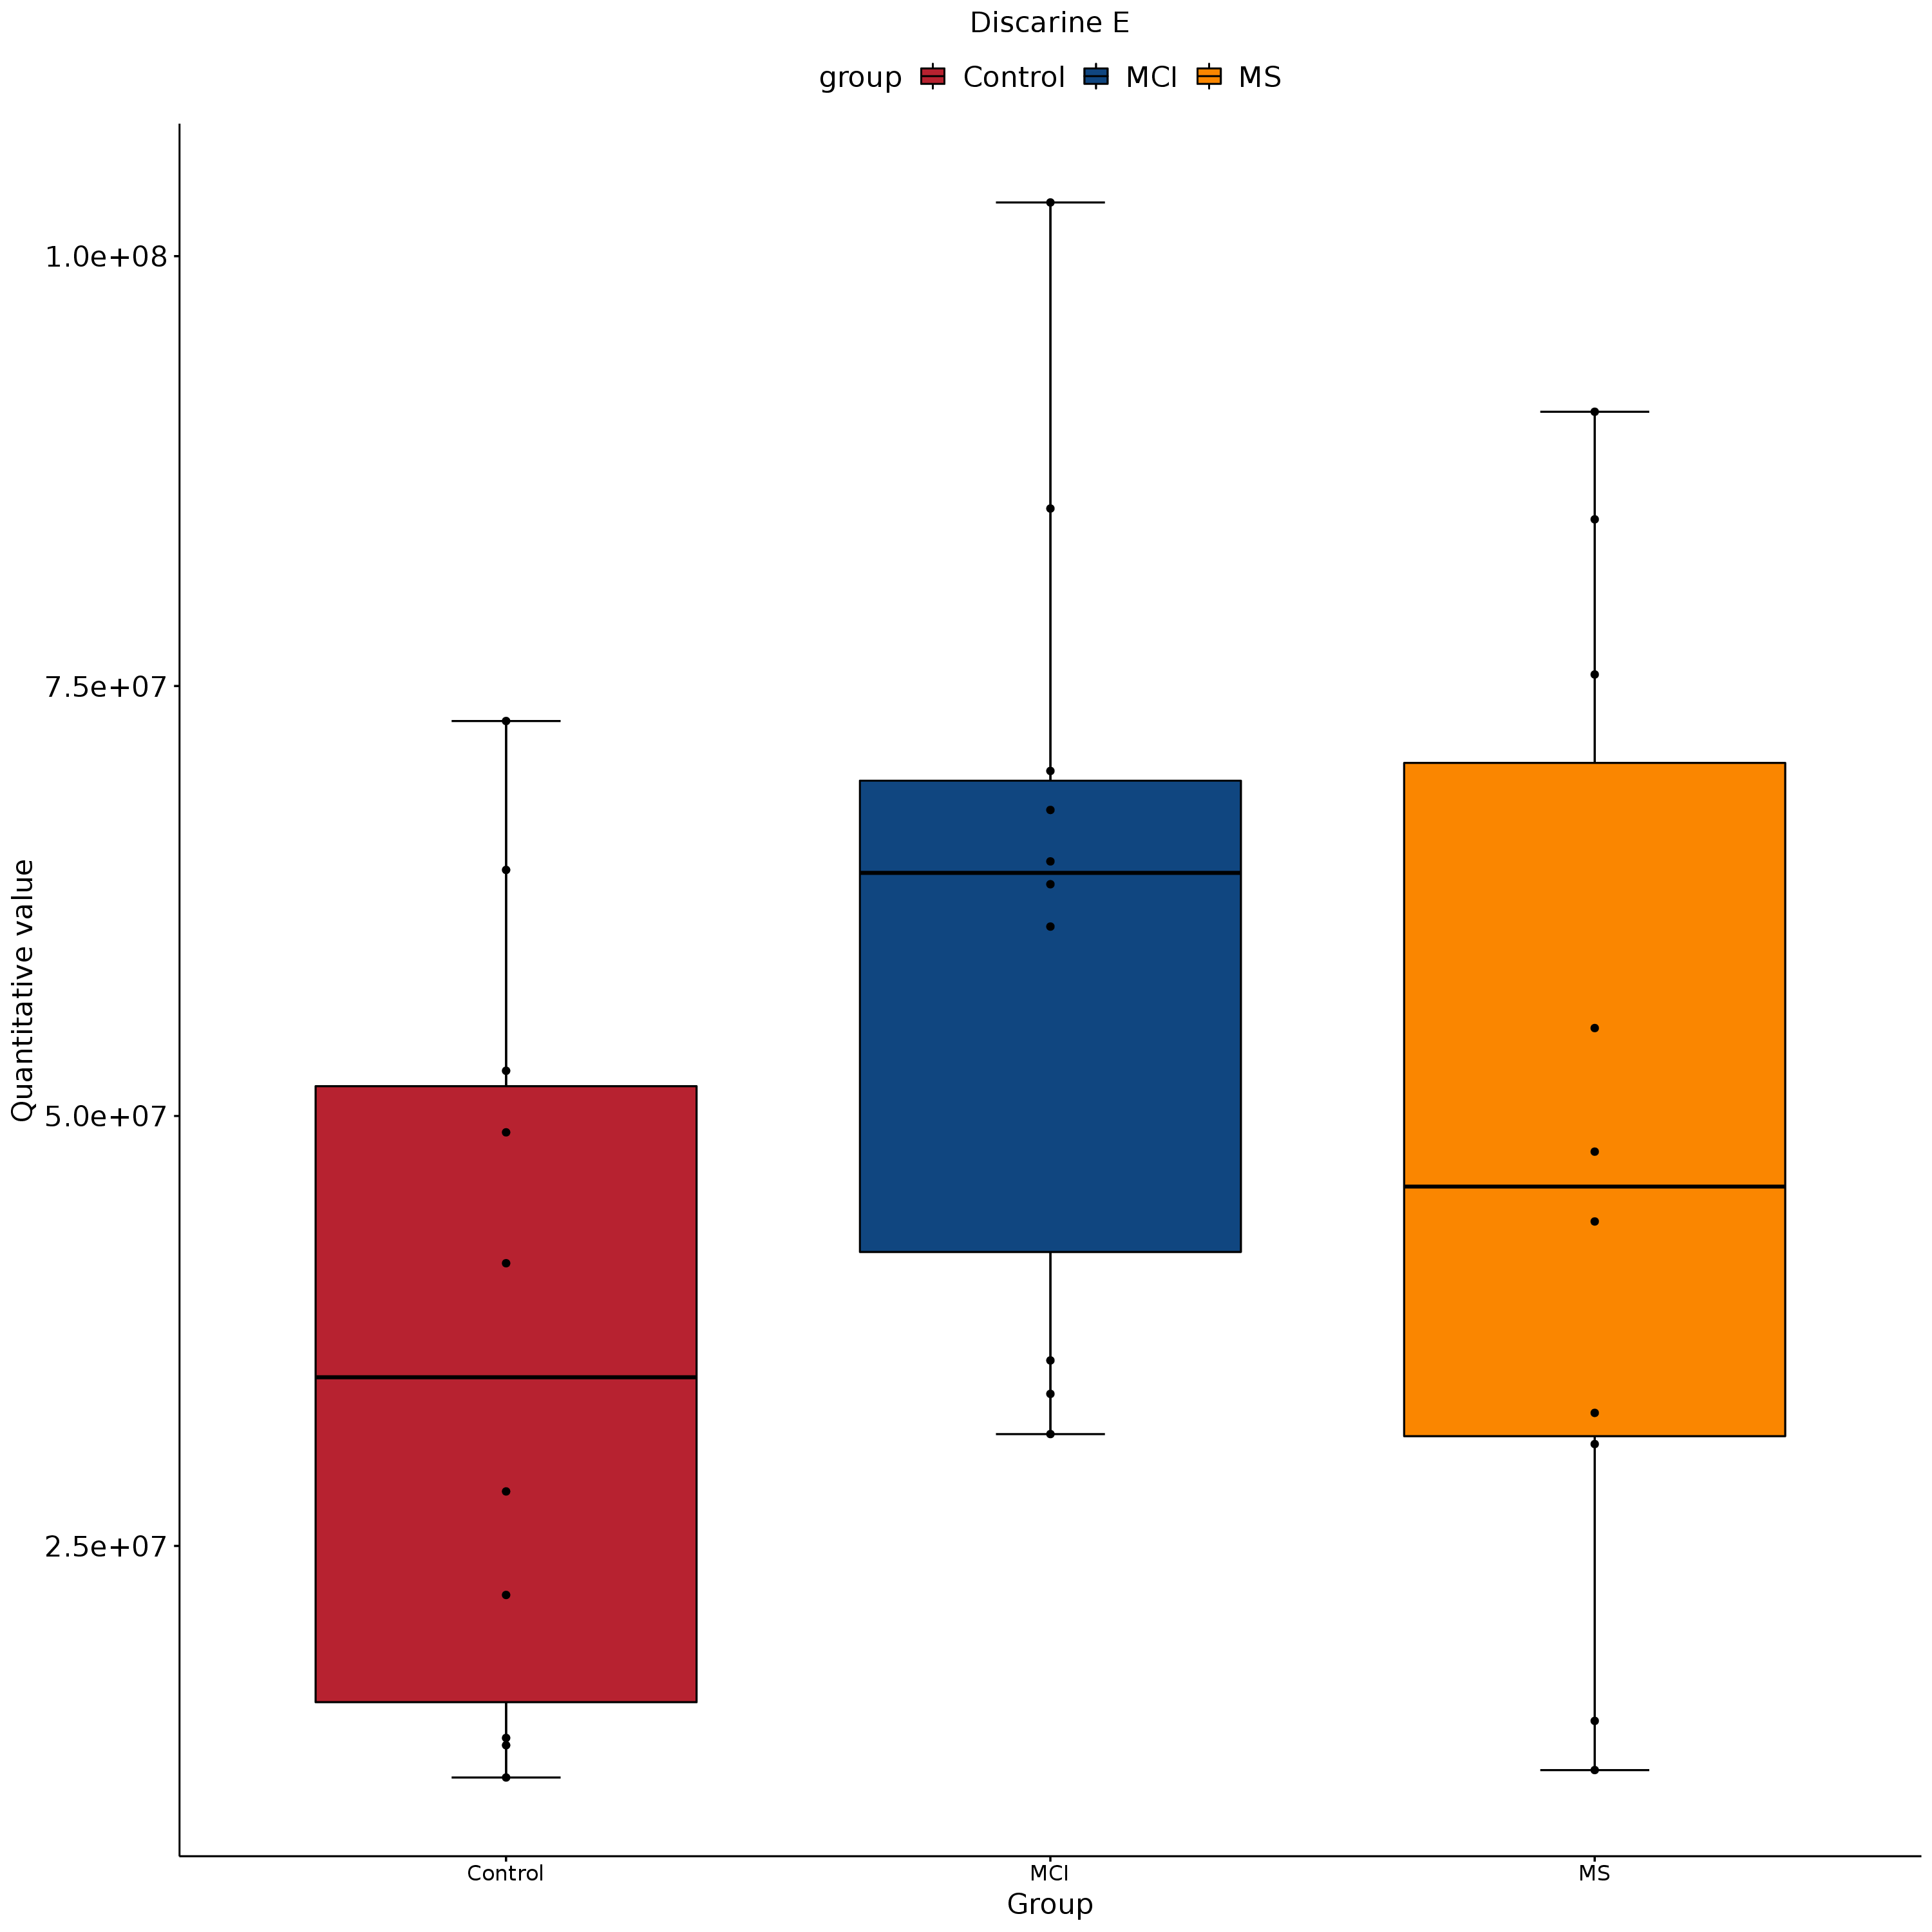 Discarine E
group Control MCI MS
1.0e+08
7.5e+07
5.0e+07
2.5e+07
Quantitative value
Control MCI MS
Group